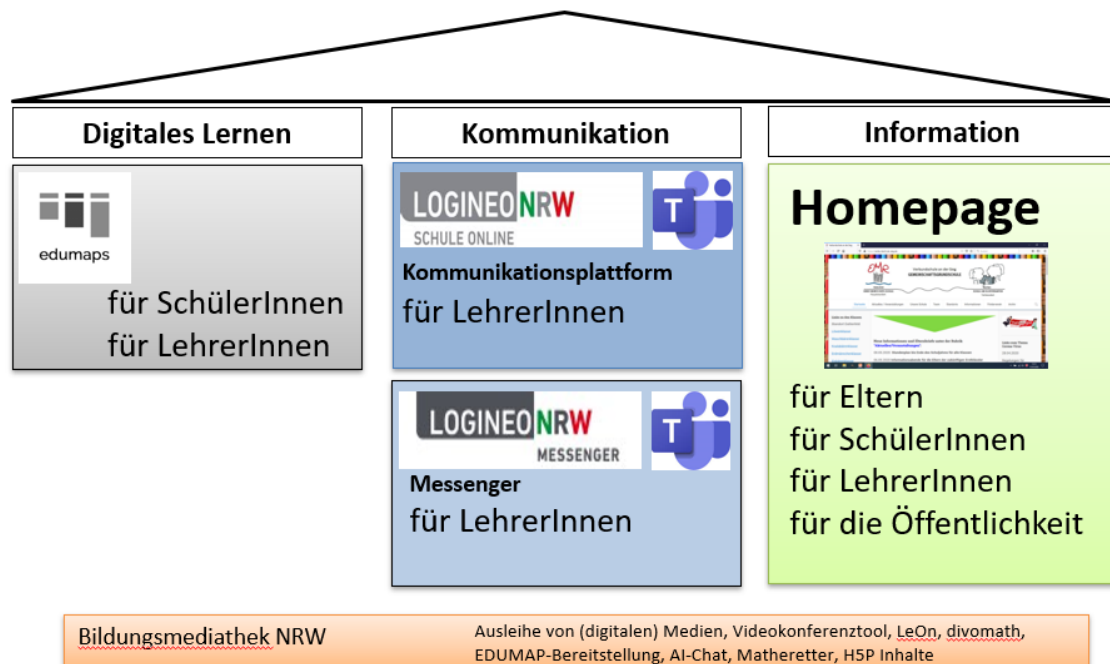 Digitales Lernen
edumaps
für SchülerInnen
für LehrerInnen
Kommunikation
LOGINEO NRW
SCHULE ONLINE
T
Kommunikationsplattform
für LehrerInnen
LOGINEO NRW
MESSENGER
T
Messenger
für LehrerInnen
Information
Homepage
EMR
GEMEINSCHAFTSGRUNDSCHULE
für Eltern
für SchülerInnen
für LehrerInnen
für die Öffentlichkeit
Bildungsmediathek NRW
Ausleihe von (digitalen) Medien, Videokonferenztool, LeOn, divomath,
EDUMAP-Bereitstellung, AI-Chat, Matheretter, H5P Inhalte